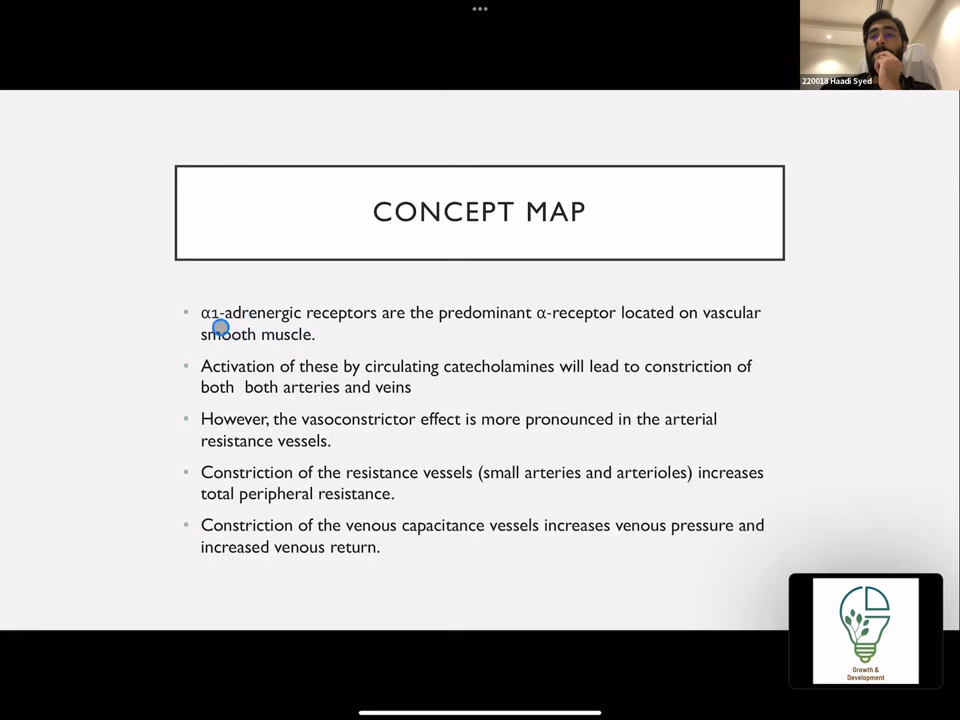 220018 Haadi Syed
CONCEPT MAP
• α1-adrenergic receptors are the predominant α-receptor located on vascular
smooth muscle.
• Activation of these by circulating catecholamines will lead to constriction of
both both arteries and veins
• However, the vasoconstrictor effect is more pronounced in the arterial
resistance vessels.
• Constriction of the resistance vessels (small arteries and arterioles) increases
total peripheral resistance.
• Constriction of the venous capacitance vessels increases venous pressure and
increased venous return.
Growth &
Development